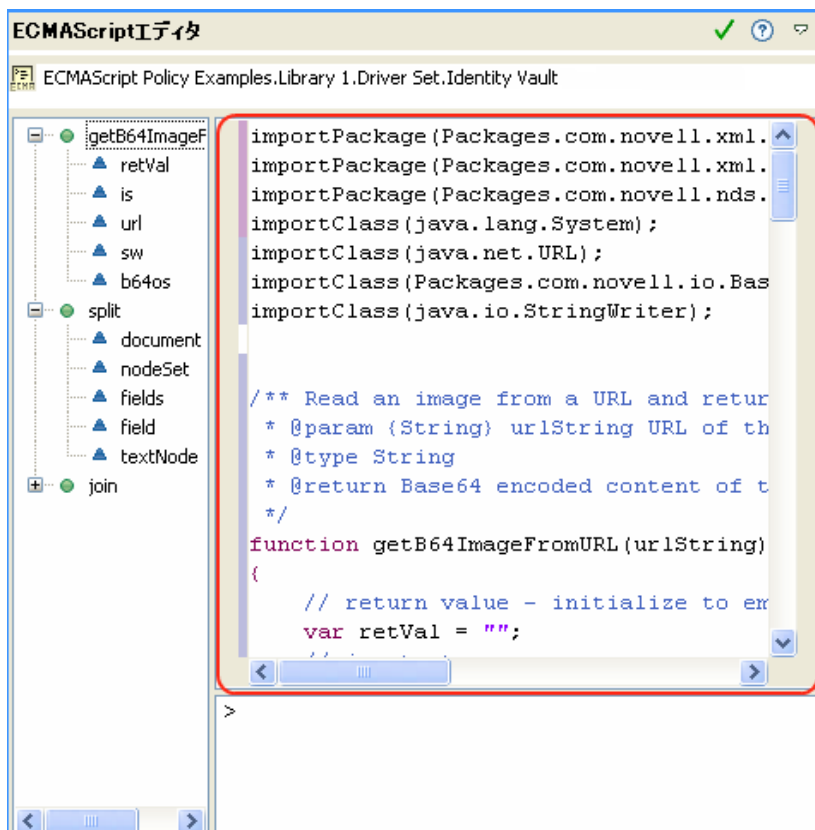 ECMAScriptエディタ
ECMA
ECMAScript Policy Examples.Library 1.Driver Set.Identity Vault
getB64ImageF
retVal
is
url
sw
b64os
split
document
nodeSet
fields
field
textNode
join
importPackage(Packages.com.novell.xml.
importPackage(Packages.com.novell.xml.
importPackage(Packages.com.novell.nds.
importClass(java.lang.System);
importClass(java.net.URL);
importClass(Packages.com.novell.io.Bas
importClass(java.io.StringWriter);
/** Read an image from a URL and retur
* @param {String} urlString URL of th
* @type String
* @return Base64 encoded content of t
*/
function getB64ImageFromURL(urlString)
{
// return value - initialize to em
var retVal = "";
>